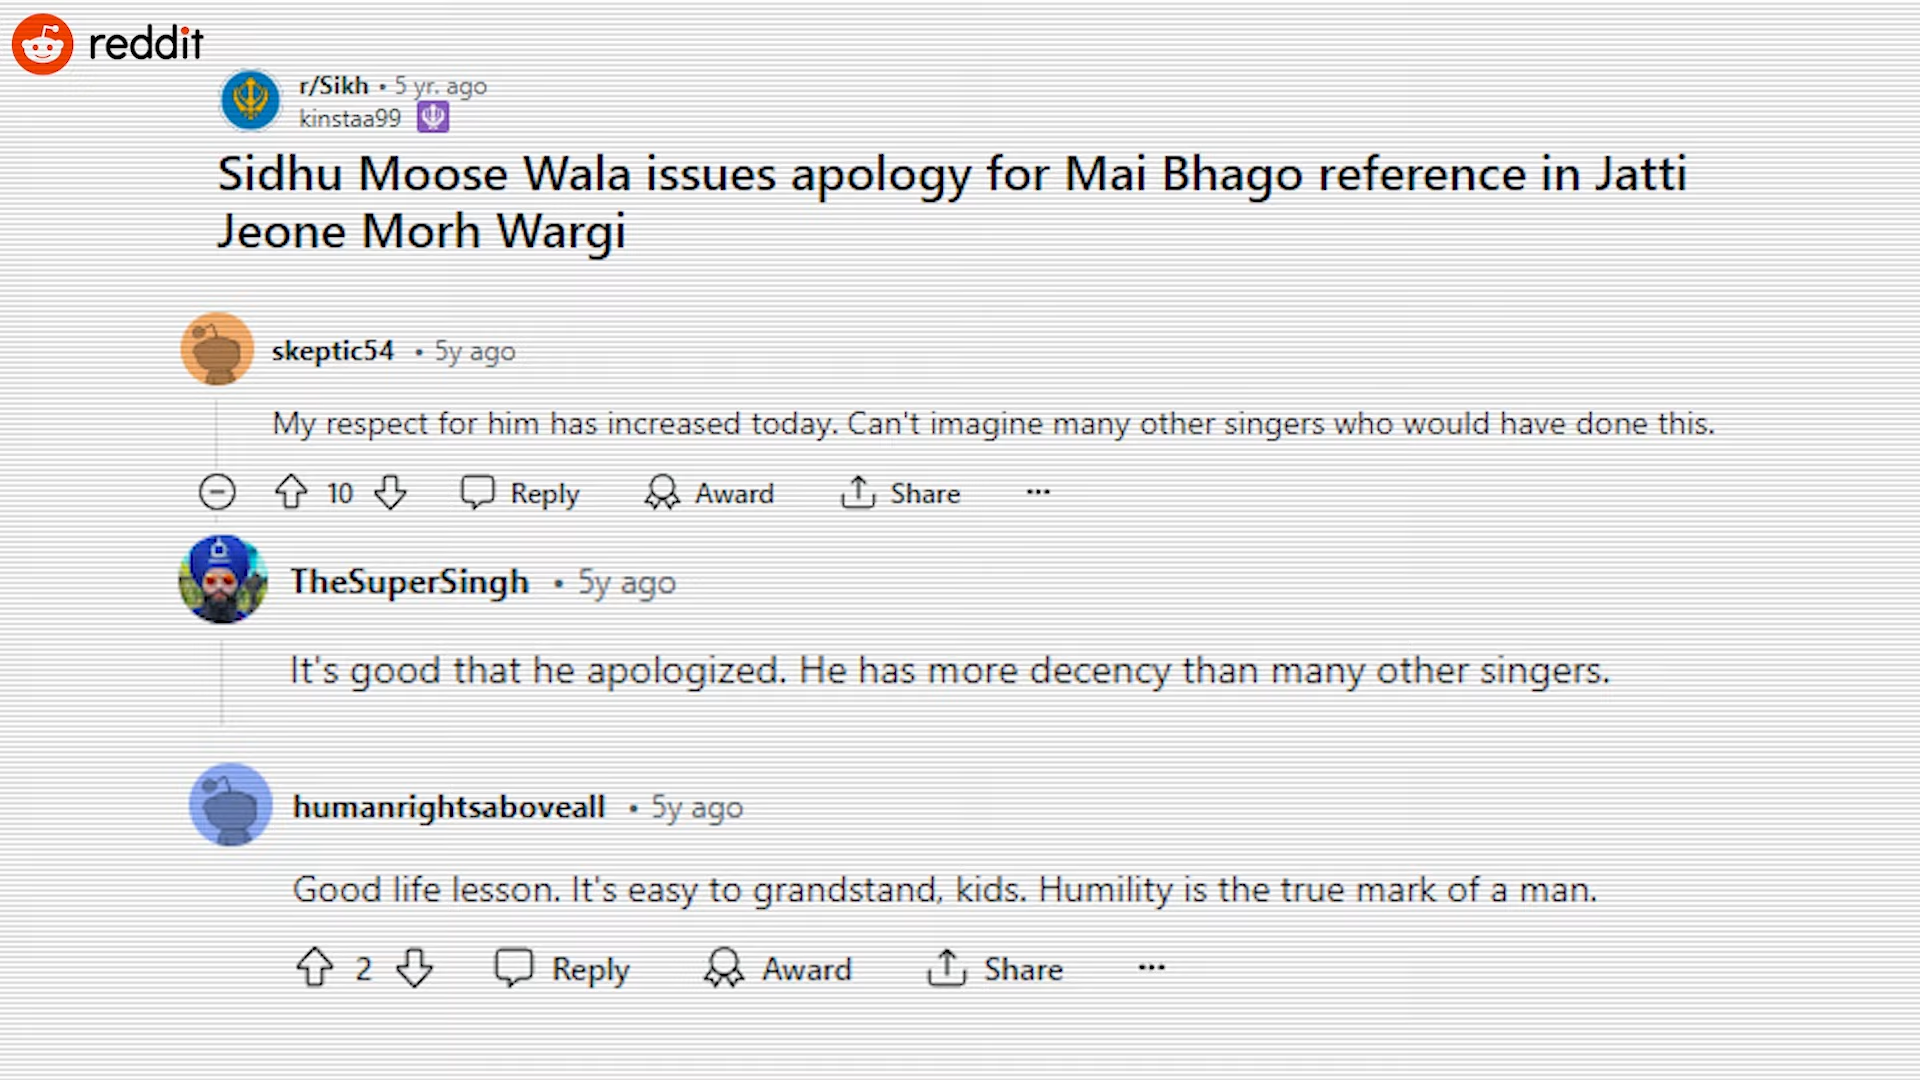 reddit
r/Sikh • 5 yr. ago
kinstaa99
Sidhu Moose Wala issues apology for Mai Bhago reference in Jatti
Jeone Morh Wargi
skeptic54 • 5y ago
My respect for him has increased today. Can't imagine many other singers who would have done this.
10 Reply Award Share ...
TheSuperSingh • 5y ago
It's good that he apologized. He has more decency than many other singers.
humanrightsaboveall • 5y ago
Good life lesson. It's easy to grandstand, kids. Humility is the true mark of a man.
2 Reply Award Share ...